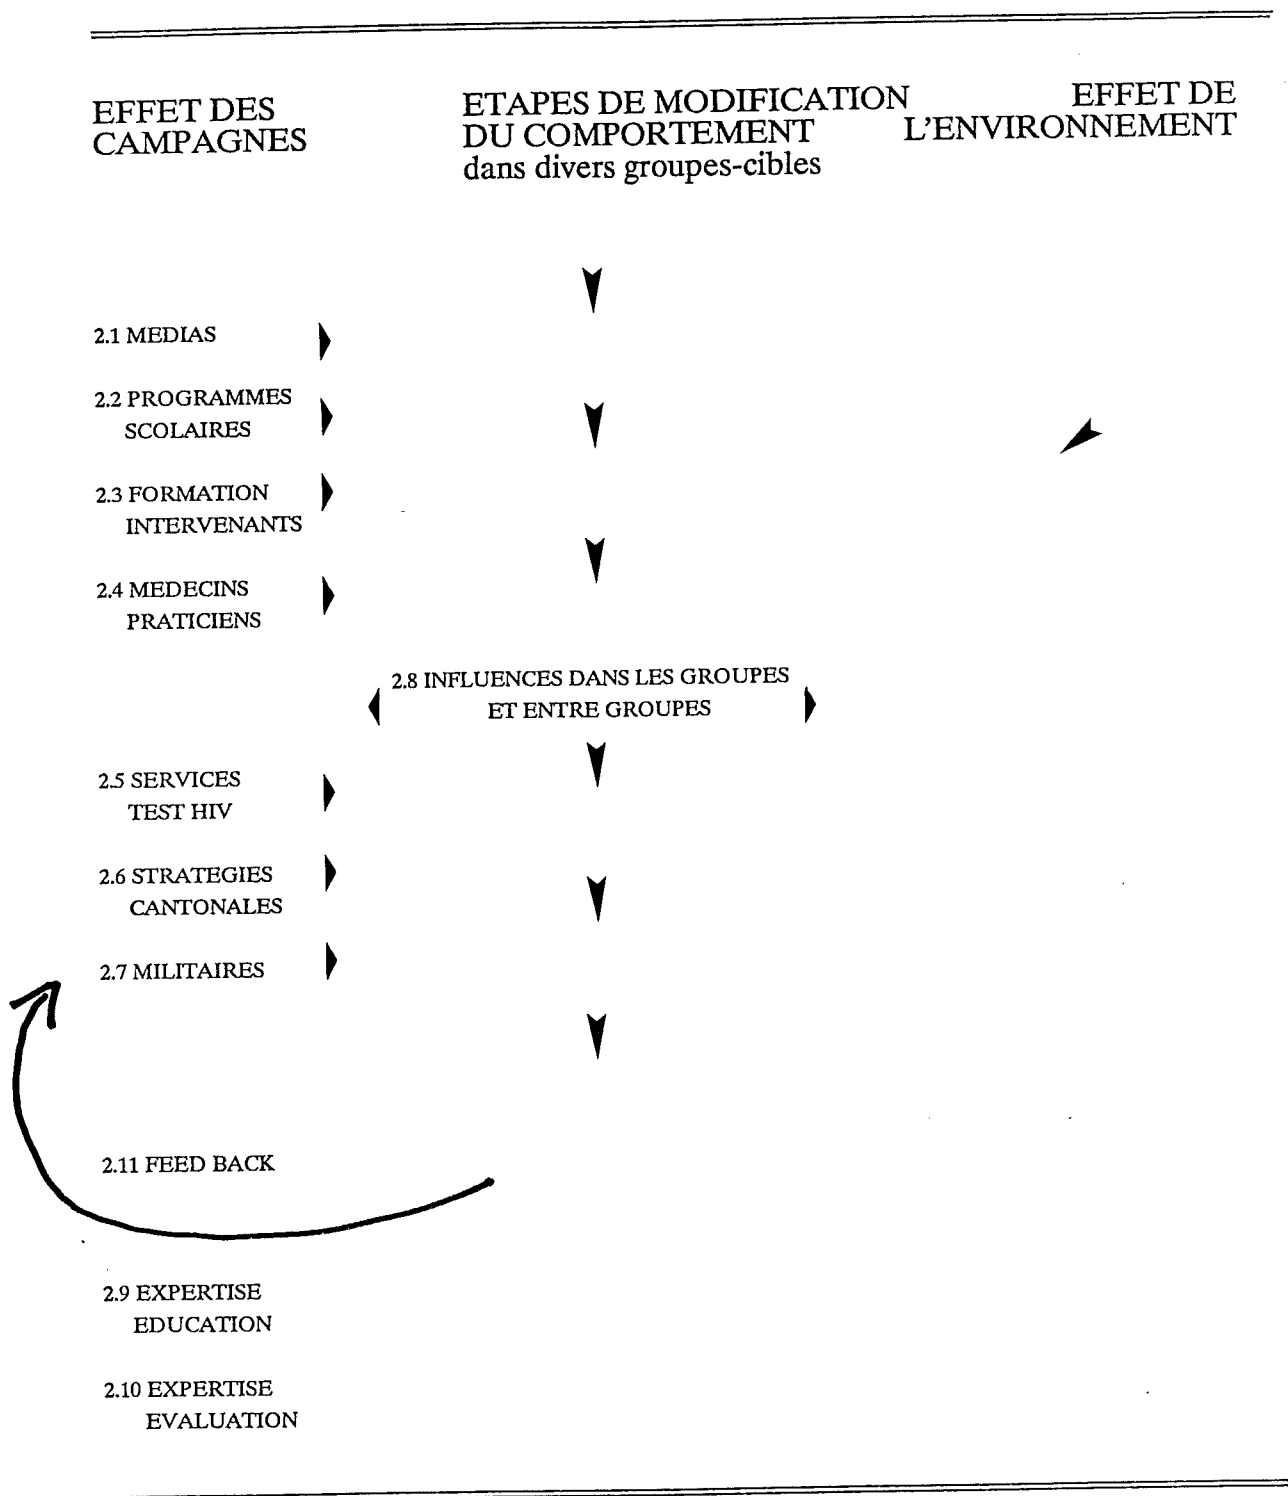 EFFET DES
CAMPAGNES
ETAPES DE MODIFICATION
DU COMPORTEMENT
dans divers groupes-cibles
EFFET DE
L'ENVIRONNEMENT
2.1 MEDIAS
2.2 PROGRAMMES
SCOLAIRES
2.3 FORMATION
INTERVENANTS
2.4 MEDECINS
PRATICIENS
2.8 INFLUENCES DANS LES GROUPES
ET ENTRE GROUPES
2.5 SERVICES
TEST HIV
2.6 STRATEGIES
CANTONALES
2.7 MILITAIRES
2.11 FEED BACK
2.9 EXPERTISE
EDUCATION
2.10 EXPERTISE
EVALUATION